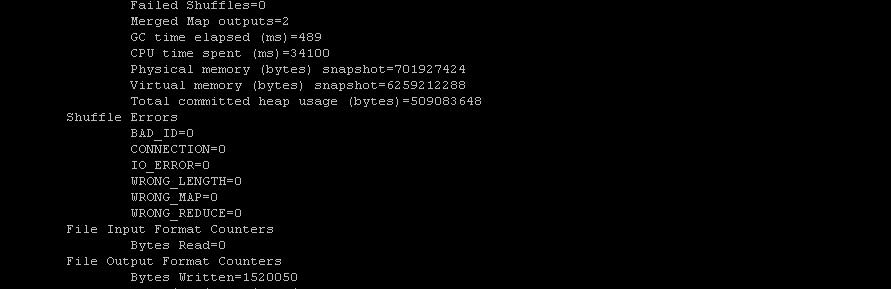 Failed Shuffles=0
Merged Map outputs=2
GC time elapsed (ms)=489
CPU time spent (ms)=34100
Physical memory (bytes) snapshot=701927424
Virtual memory (bytes) snapshot=6259212288
Total committed heap usage (bytes)=509083648
Shuffle Errors
BAD_ID=0
CONNECTION=0
IO_ERROR=0
WRONG_LENGTH=0
WRONG_MAP=0
WRONG_REDUCE=0
File Input Format Counters
Bytes Read=0
File Output Format Counters
Bytes Written=1520050